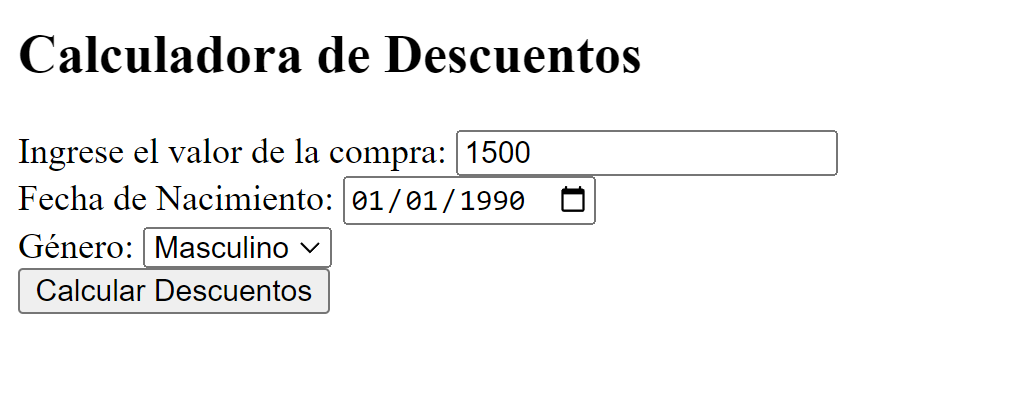 Calculadora de Descuentos
Ingrese el valor de la compra: 1500
Fecha de Nacimiento: 01/01/1990
Género: Masculino
Calcular Descuentos